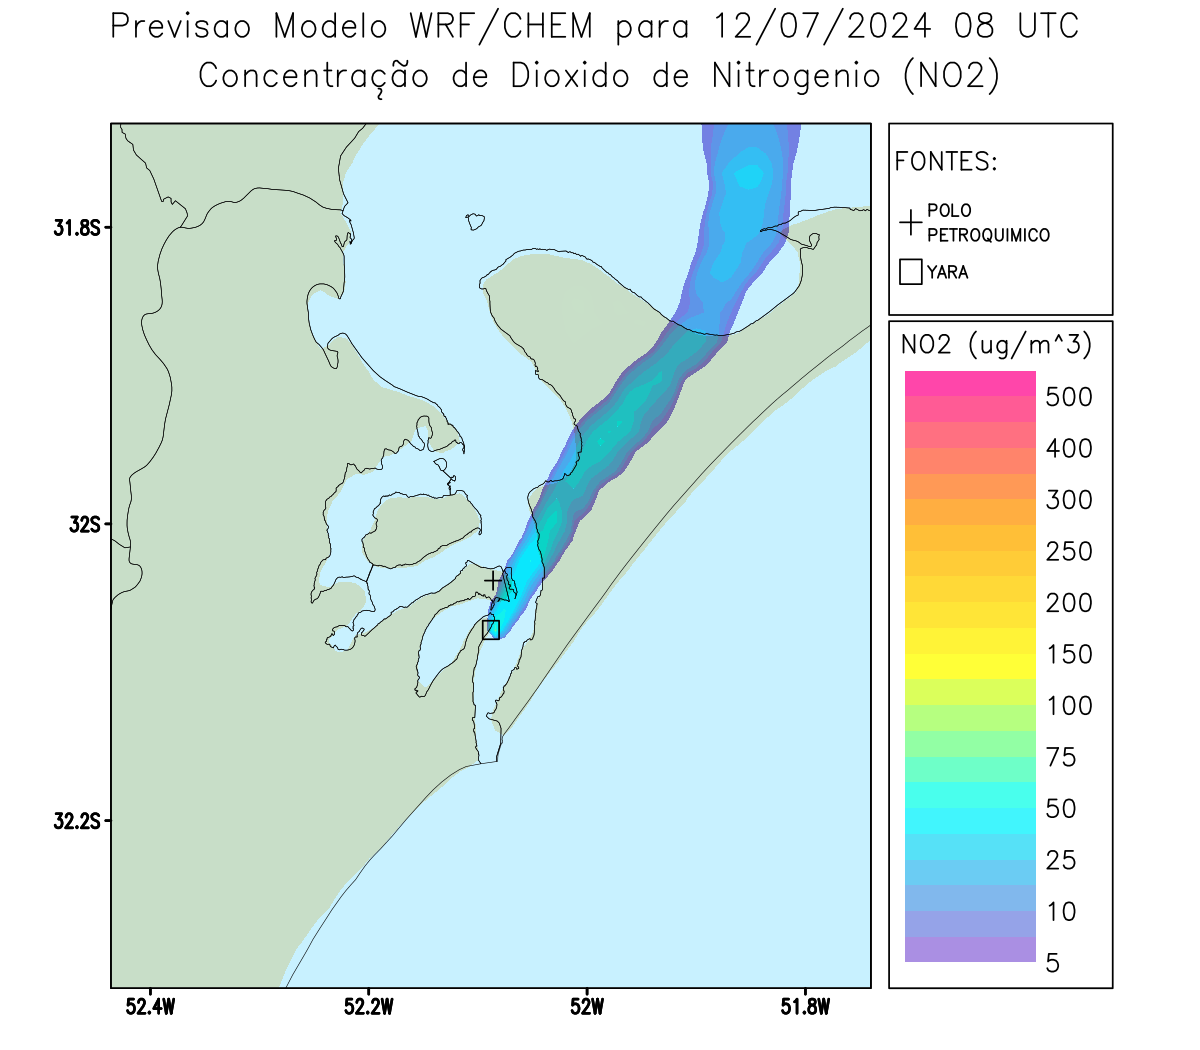 Previsao Modelo WRF/CHEM para 12/07/2024 08 UTC
Concentração de Dioxido de Nitrogenio (NO2)
FONTES:
POLO
PETROQUIMICO
YARA
NO2 (ug/m^3)
500
400
300
250
200
150
100
75
50
25
10
5
31.8S
32S
32.2S
52.4W
52.2W
52W
51.8W